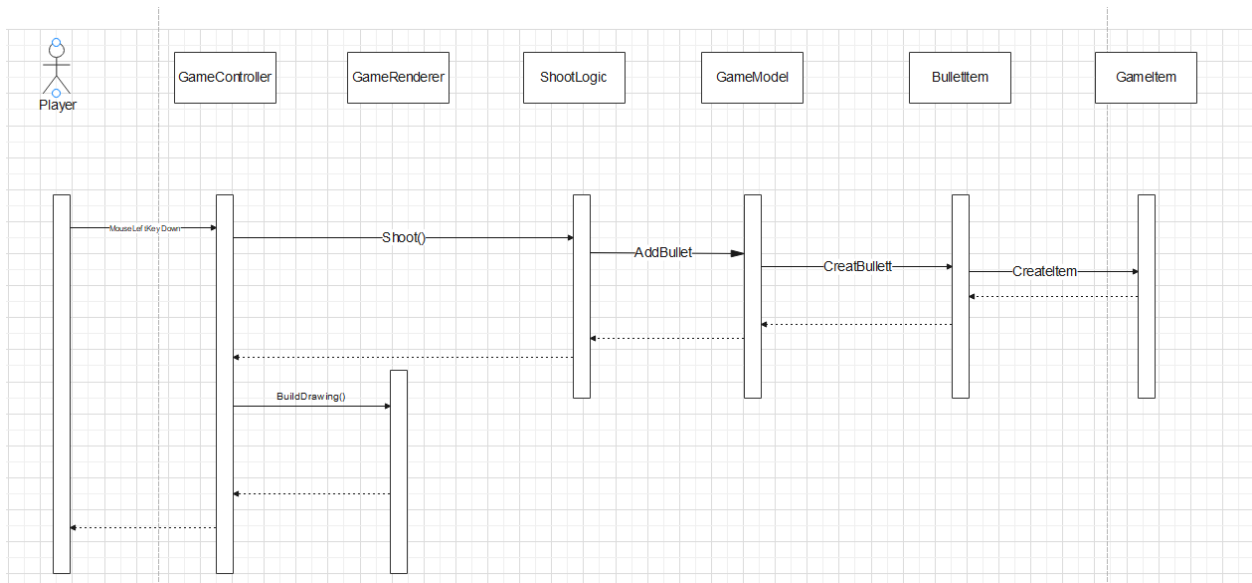 Player
GameController
GameRenderer
ShootLogic
GameModel
BulletItem
GameItem
MouseLeftKeyDown
Shoot()
AddBullet
CreatBullett
CreateItem
BuildDrawing()